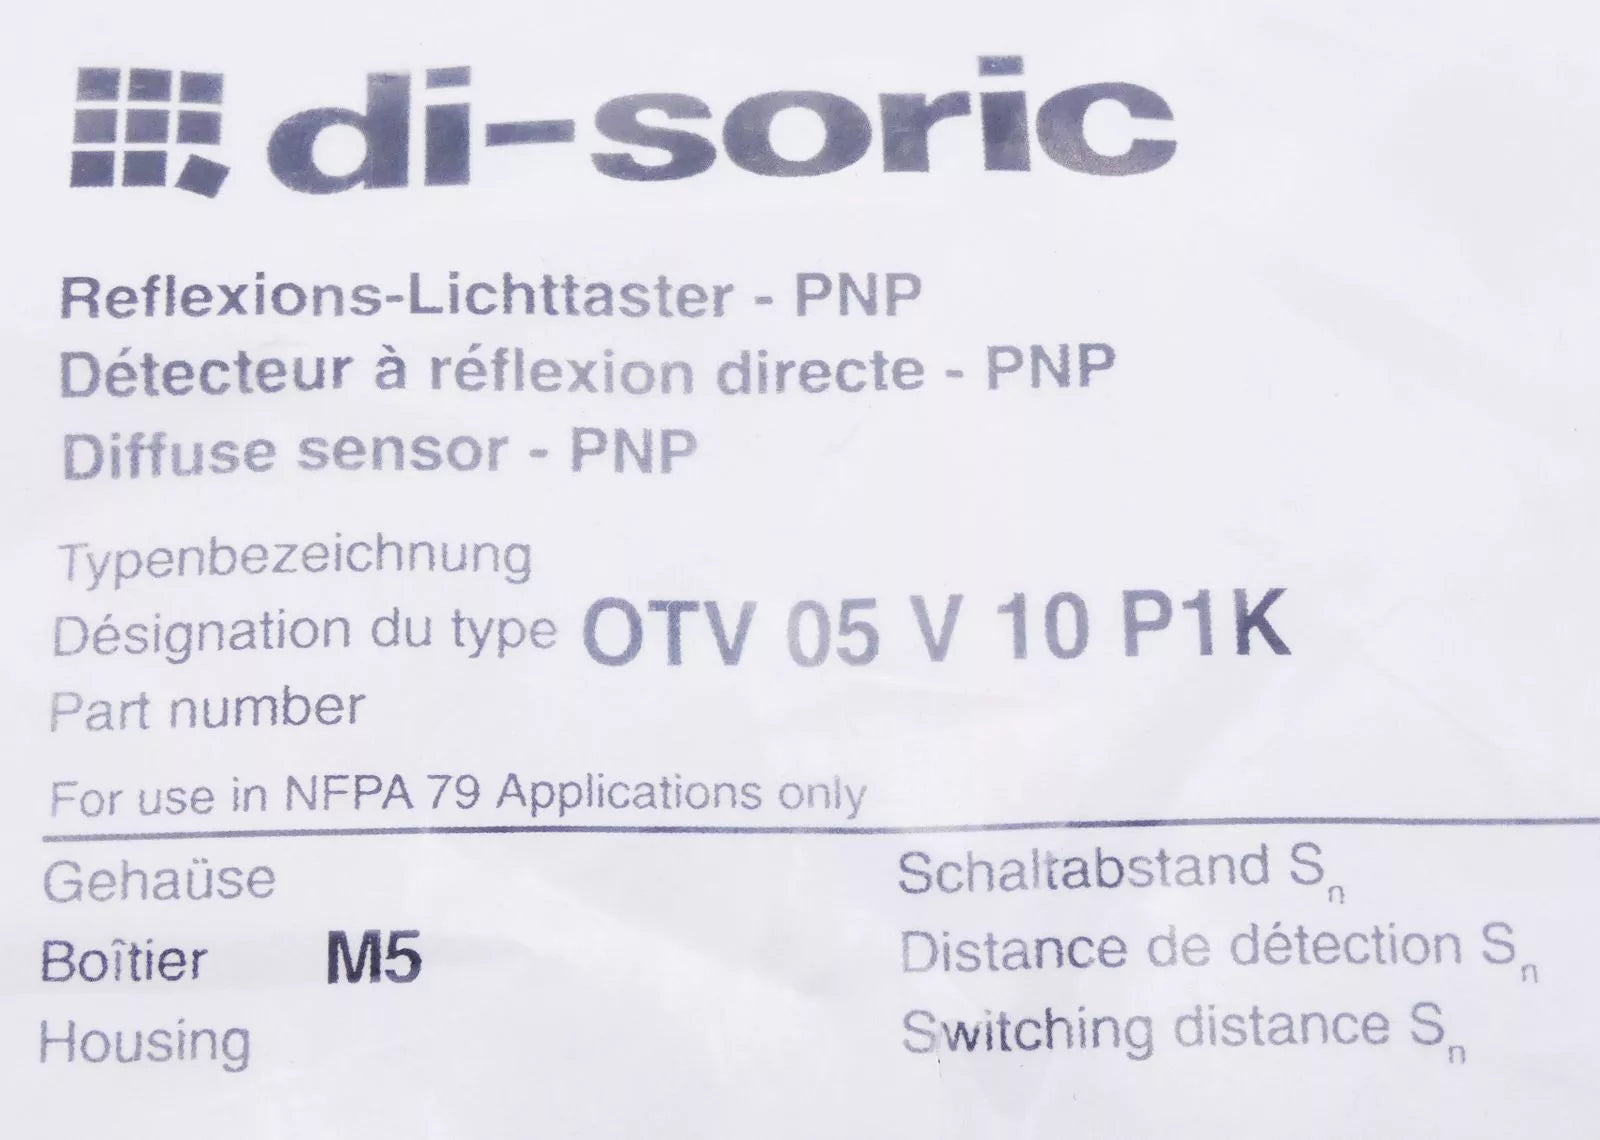 di-soric
Reflexions-Lichttaster - PNP
Détecteur à réflexion directe - PNP
Diffuse sensor - PNP
Typenbezeichnung
Désignation du type OTV 05 V 10 P1K
Part number
For use in NFPA 79 Applications only
Gehaüse
Boîtier M5
Housing
Schaltabstand Sn
Distance de détection Sn
Switching distance Sn